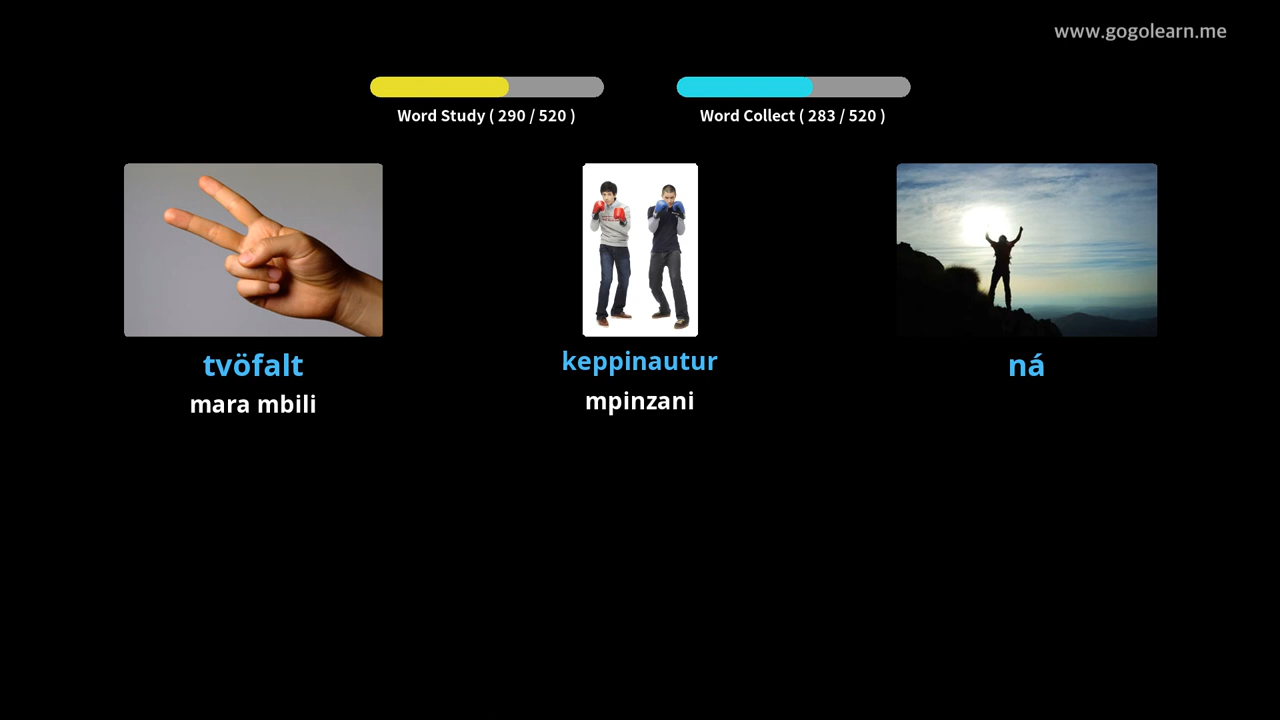 www.gogolearn.me
Word Study ( 290 / 520 )
Word Collect ( 283 / 520 )
tvöfalt
mara mbili
keppinautur
mpinzani
ná